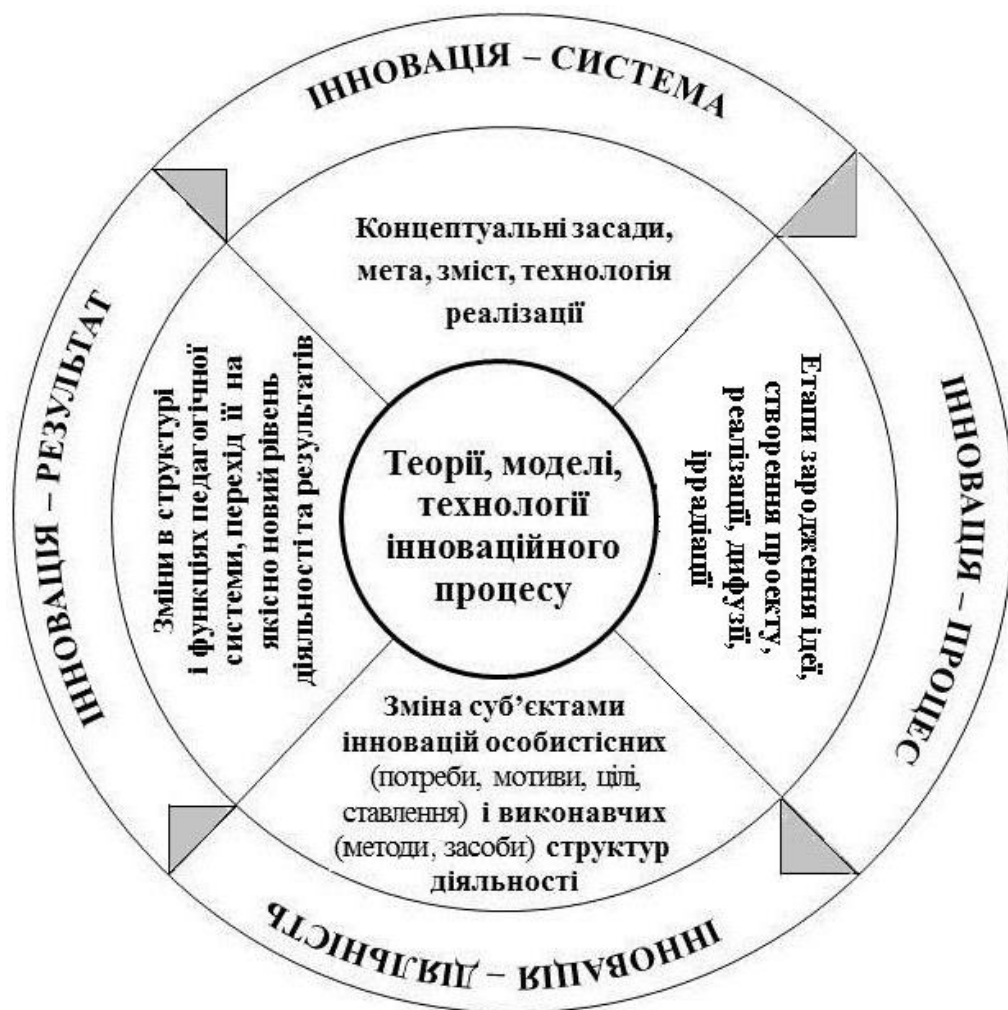 ІННОВАЦІЯ – СИСТЕМА
Концептуальні засади,
мета, зміст, технологія
реалізації
ІННОВАЦІЯ – ПРОЦЕС
Етапи зародження ідеї,
створення проекту,
реалізації, дифузії,
іррадіації
ІННОВАЦІЯ – ДІЯЛЬНІСТЬ
Зміна суб’єктами
інновацій особистісних
(потреби, мотиви, цілі,
ставлення) і виконавчих
(методи, засоби) структур
діяльності
ІННОВАЦІЯ – РЕЗУЛЬТАТ
Зміни в структурі
і функціях педагогічної
системи, перехід її на
якісно новий рівень
діяльності та результатів
Теорії, моделі,
технології
інноваційного
процесу